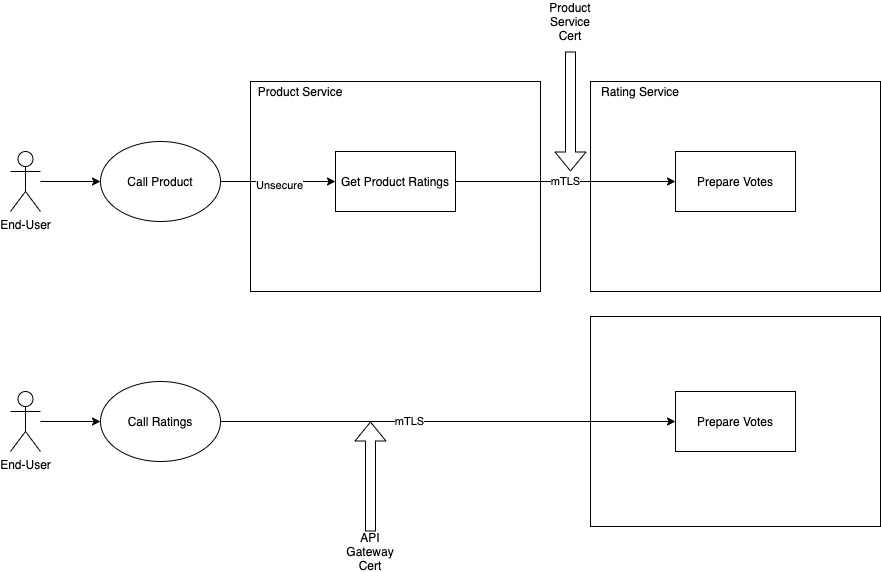 Product
Service
Cert
Product Service
Rating Service
End-User
Call Product
Unsecure
Get Product Ratings
mTLS
Prepare Votes
End-User
Call Ratings
mTLS
Prepare Votes
API
Gateway
Cert